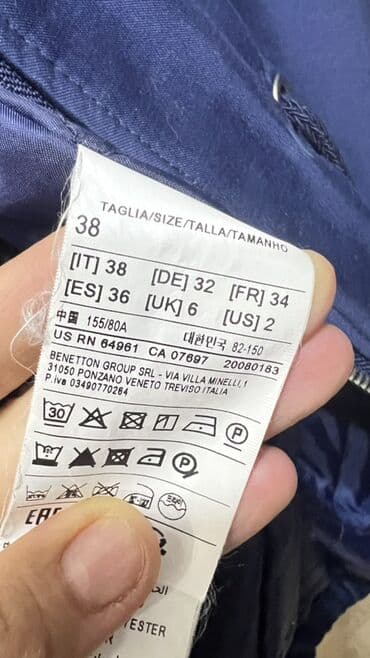 TAGLIA/SIZE/TALLA/TAMANHO
38
[IT] 38 [DE] 32 [FR] 34
[ES] 36 [UK] 6 [US] 2
中国 155/80A 대한민국 82-150
US RN 64961 CA 07697 20080183
BENETTON GROUP SRL - VIA VILLA MINELLI,1
31050 PONZANO VENETO TREVISO ITALIA
P.iva 03490770264
30 P
P